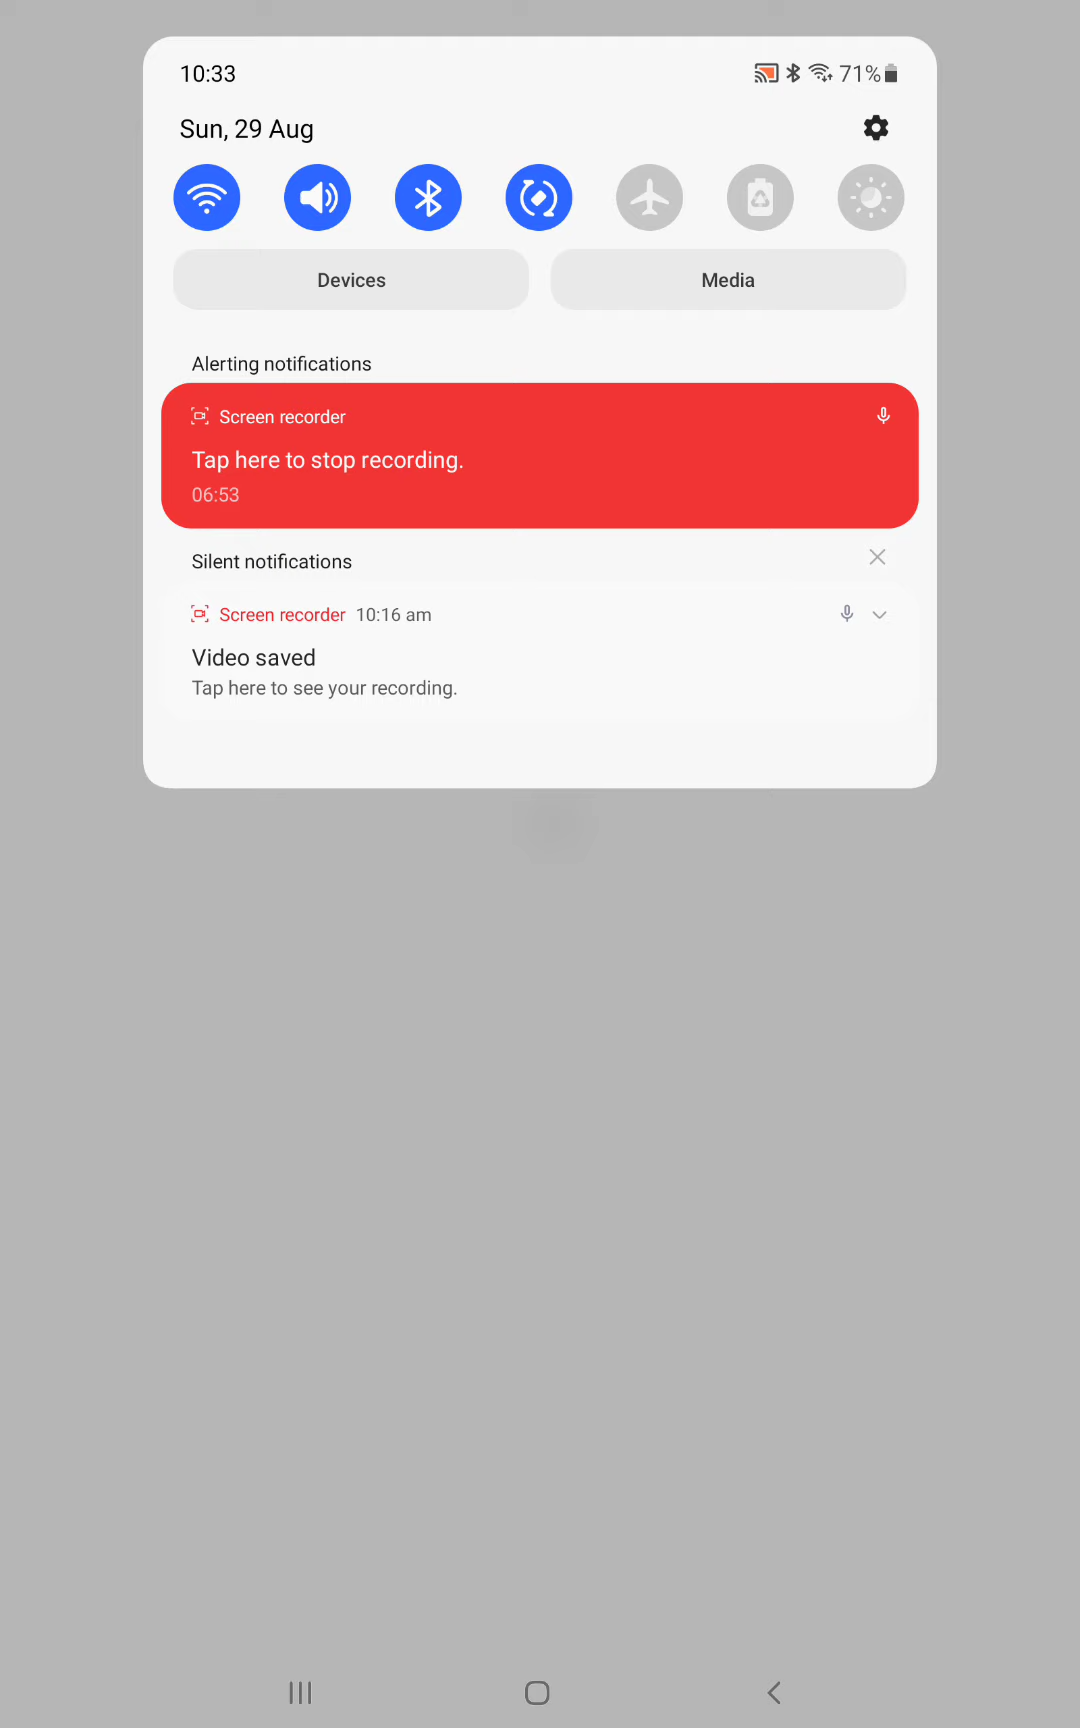 10:33
71%
Sun, 29 Aug
Devices
Media
Alerting notifications
Screen recorder
Tap here to stop recording.
06:53
Silent notifications
Screen recorder 10:16 am
Video saved
Tap here to see your recording.